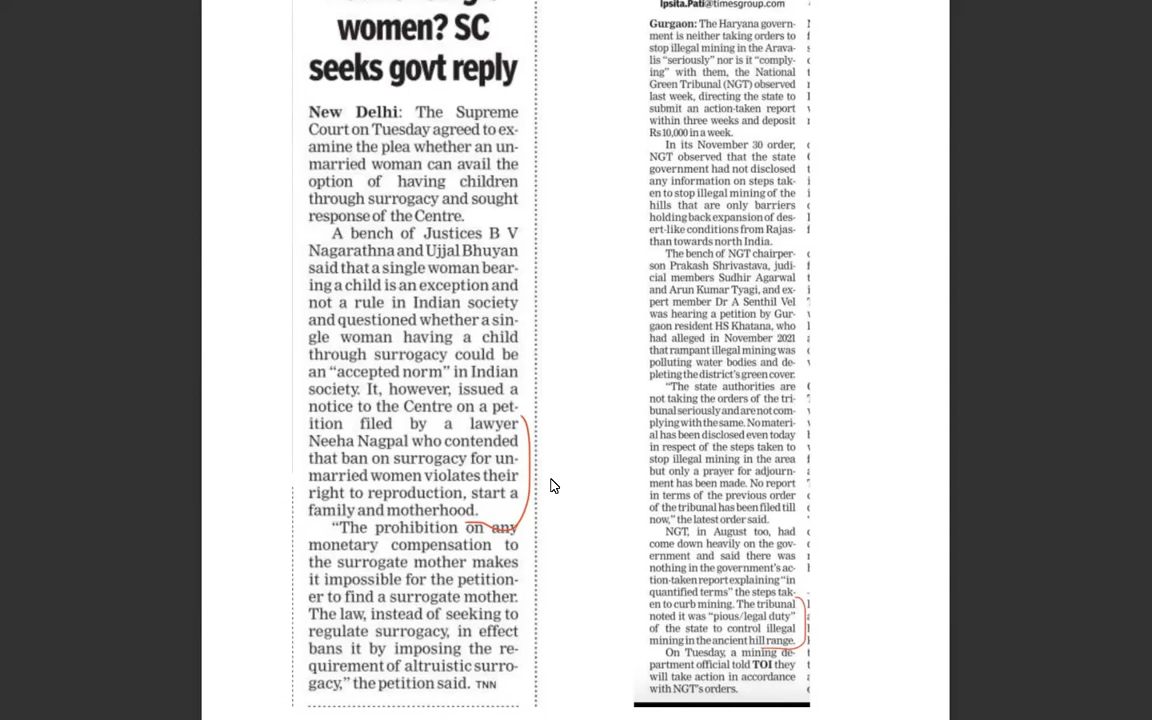 women? SC
seeks govt reply
New Delhi: The Supreme
Court on Tuesday agreed to ex-
amine the plea whether an un-
married woman can avail the
option of having children
through surrogacy and sought
response of the Centre.
A bench of Justices B V
Nagarathna and Ujjal Bhuyan
said that a single woman bear-
ing a child is an exception and
not a rule in Indian society
and questioned whether a sin-
gle woman having a child
through surrogacy could be
an “accepted norm” in Indian
society. It, however, issued a
notice to the Centre on a pet-
ition filed by a lawyer
Neeha Nagpal who contended
that ban on surrogacy for un-
married women violates their
right to reproduction, start a
family and motherhood.
“The prohibition on any
monetary compensation to
the surrogate mother makes
it impossible for the petition-
er to find a surrogate mother.
The law, instead of seeking to
regulate surrogacy, in effect
bans it by imposing the re-
quirement of altruistic surro-
gacy,” the petition said. TNN
Ipsita.Pati@timesgroup.com
Gurgaon: The Haryana govern-
ment is neither taking orders to
stop illegal mining in the Arava-
lis “seriously” nor is it “comply-
ing” with them, the National
Green Tribunal (NGT) observed
last week, directing the state to
submit an action-taken report
within three weeks and deposit
Rs 10,000 in a week.
In its November 30 order,
NGT observed that the state
government had not disclosed
any information on steps tak-
en to stop illegal mining of the
hills that are only barriers
holding back expansion of des-
ert-like conditions from Rajas-
than towards north India.
The bench of NGT chairper-
son Prakash Shrivastava, judi-
cial members Sudhir Agarwal
and Arun Kumar Tyagi, and ex-
pert member Dr A Senthil Vel
was hearing a petition by Gur-
gaon resident HS Khatana, who
had alleged in November 2021
that rampant illegal mining was
polluting water bodies and de-
pleting the district’s green cover.
“The state authorities are
not taking the orders of the tri-
bunal seriously and are not com-
plying with the same. No materi-
al has been disclosed even today
in respect of the steps taken to
stop illegal mining in the area
but only a prayer for adjourn-
ment has been made. No report
in terms of the previous order
of the tribunal has been filed till
now,” the latest order said.
NGT, in August too, had
come down heavily on the gov-
ernment and said there was
nothing in the government’s ac-
tion-taken report explaining “in
quantified terms” the steps tak-
en to curb mining. The tribunal
noted it was “pious/legal duty”
of the state to control illegal
mining in the ancient hill range.
On Tuesday, a mining de-
partment official told TOI they
will take action in accordance
with NGT’s orders.